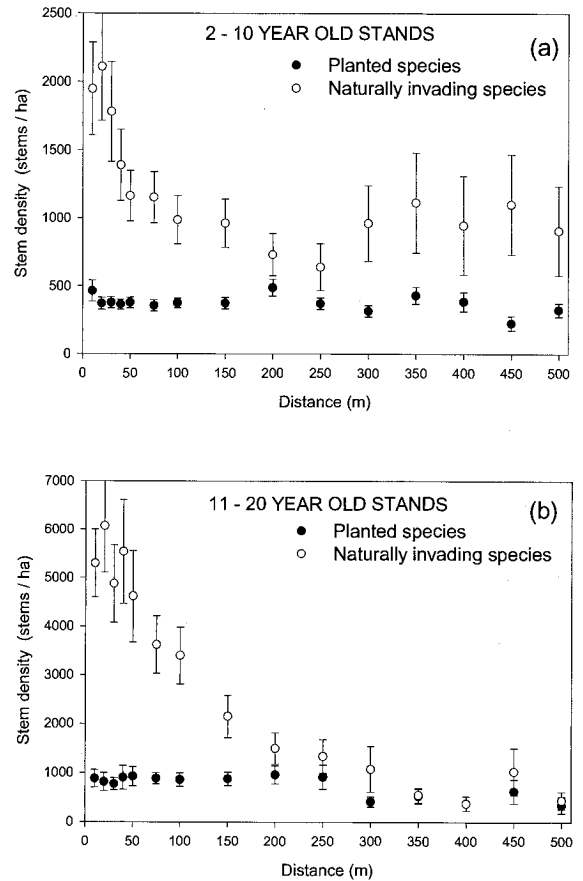 2 - 10 YEAR OLD STANDS
(a)
Planted species
Naturally invading species
Stem density (stems / ha)
2500
2000
1500
1000
500
0
0 50 100 150 200 250 300 350 400 450 500
Distance (m)
11 - 20 YEAR OLD STANDS
(b)
Planted species
Naturally invading species
Stem density (stems / ha)
7000
6000
5000
4000
3000
2000
1000
0
0 50 100 150 200 250 300 350 400 450 500
Distance (m)